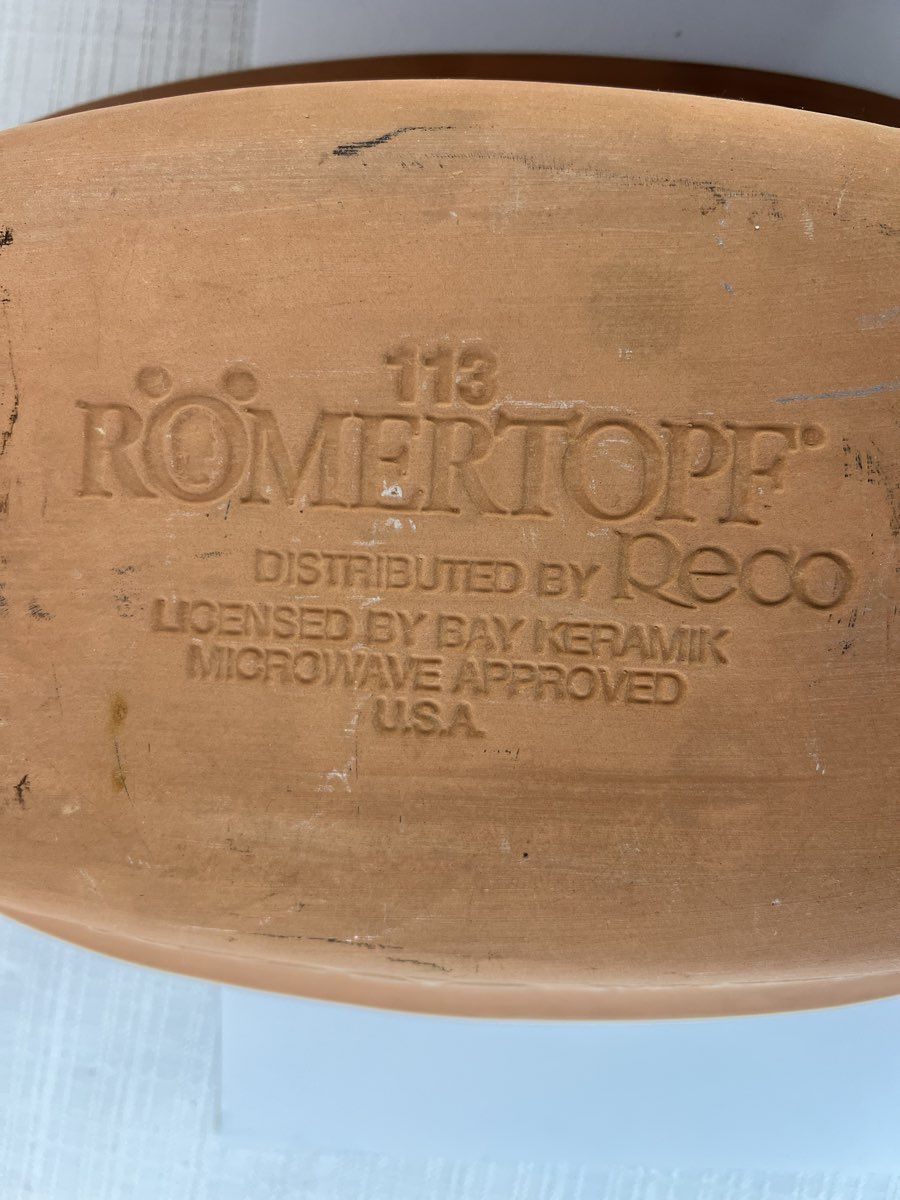 113
RÖMERTOPF®
DISTRIBUTED BY Reco
LICENSED BY BAY KERAMIK
MICROWAVE APPROVED
U.S.A.